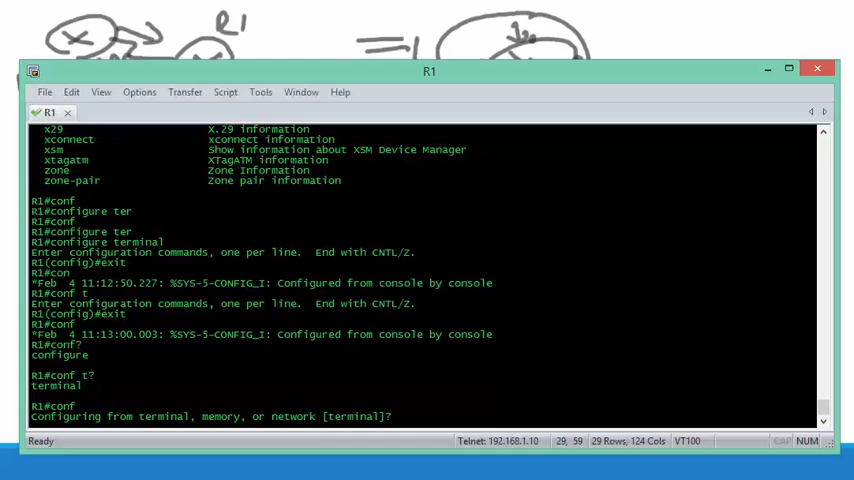 X
R1
R1
File Edit View Options Transfer Script Tools Window Help
R1
x29 X.29 information
xconnect xconnect information
xsm Show information about XSM Device Manager
xtagatm XTagATM information
zone Zone Information
zone-pair Zone pair information
R1#conf
R1#configure ter
R1#conf
R1#configure ter
R1#configure terminal
Enter configuration commands, one per line.  End with CNTL/Z.
R1(config)#exit
R1#con
*Feb  4 11:12:50.227: %SYS-5-CONFIG_I: Configured from console by console
R1#conf t
Enter configuration commands, one per line.  End with CNTL/Z.
R1(config)#exit
R1#conf
*Feb  4 11:13:00.003: %SYS-5-CONFIG_I: Configured from console by console
R1#conf?
configure
R1#conf t?
terminal
R1#conf
Configuring from terminal, memory, or network [terminal]?
Ready Telnet: 192.168.1.10 29, 59 29 Rows, 124 Cols VT100 CAP NUM